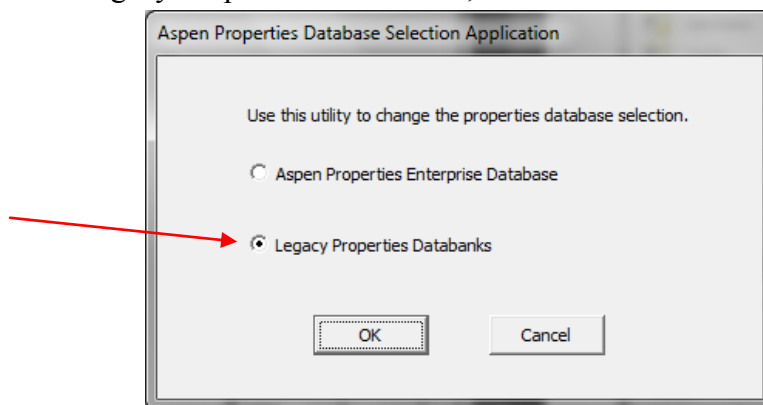 Aspen Properties Database Selection Application
Use this utility to change the properties database selection.
Aspen Properties Enterprise Database
Legacy Properties Databanks
OK Cancel